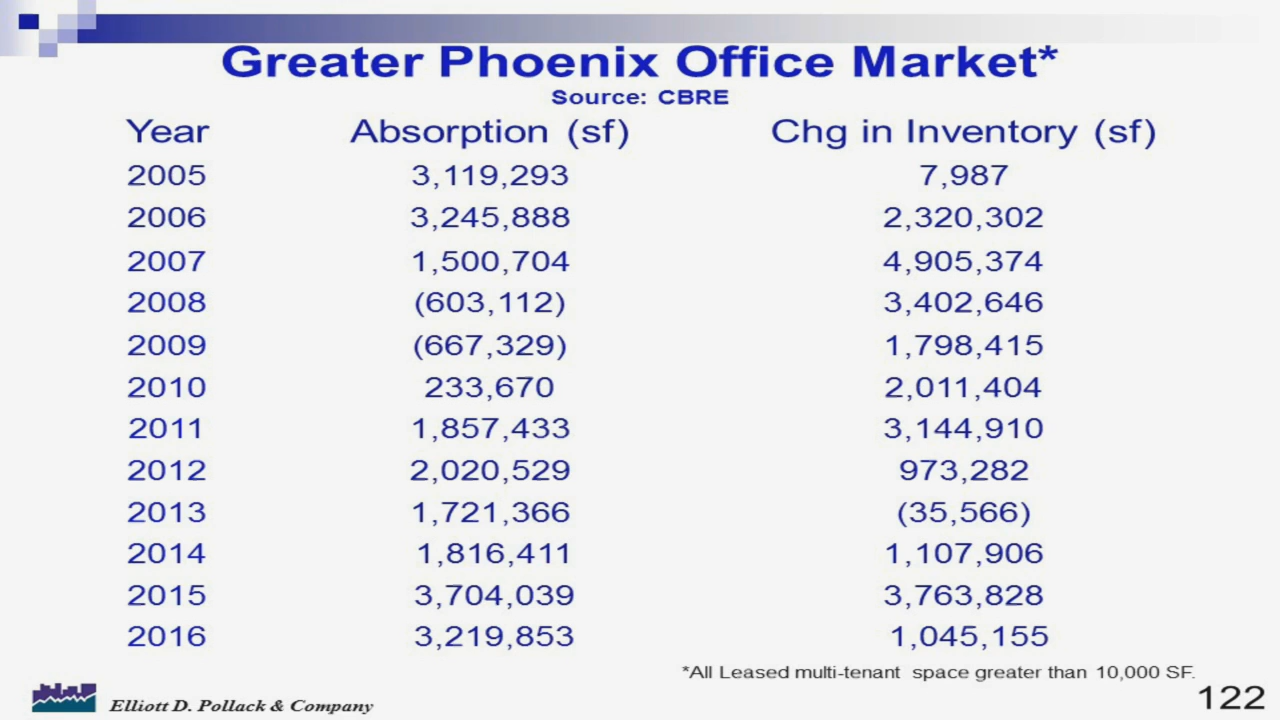 Greater Phoenix Office Market*
Source: CBRE
Year Absorption (sf) Chg in Inventory (sf)
2005 3,119,293 7,987
2006 3,245,888 2,320,302
2007 1,500,704 4,905,374
2008 (603,112) 3,402,646
2009 (667,329) 1,798,415
2010 233,670 2,011,404
2011 1,857,433 3,144,910
2012 2,020,529 973,282
2013 1,721,366 (35,566)
2014 1,816,411 1,107,906
2015 3,704,039 3,763,828
2016 3,219,853 1,045,155
*All Leased multi-tenant space greater than 10,000 SF.
Elliott D. Pollack & Company
122